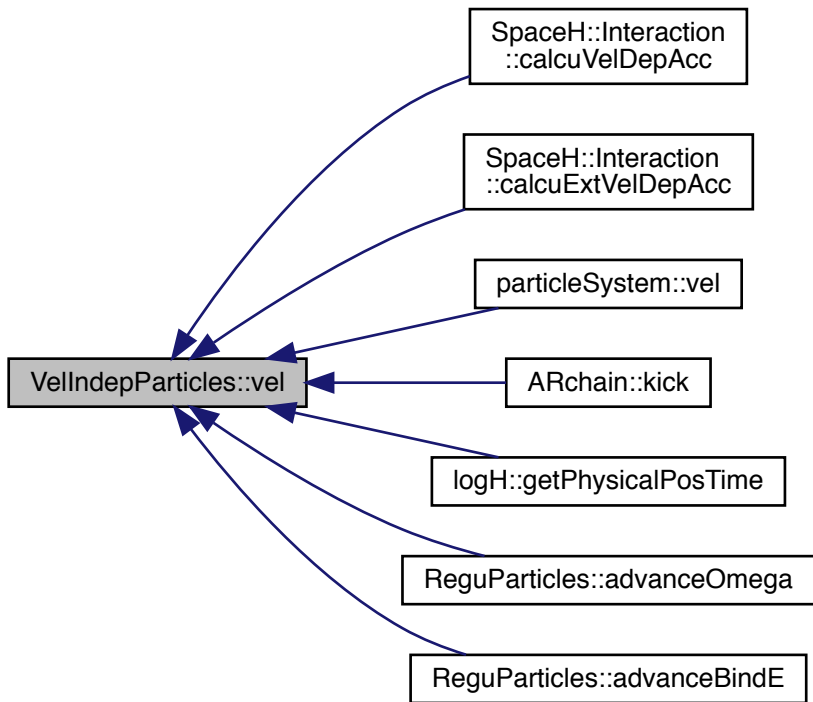 SpaceH::Interaction
::calcuVelDepAcc
SpaceH::Interaction
::calcuExtVelDepAcc
particleSystem::vel
VelIndepParticles::vel
ARchain::kick
logH::getPhysicalPosTime
ReguParticles::advanceOmega
ReguParticles::advanceBindE